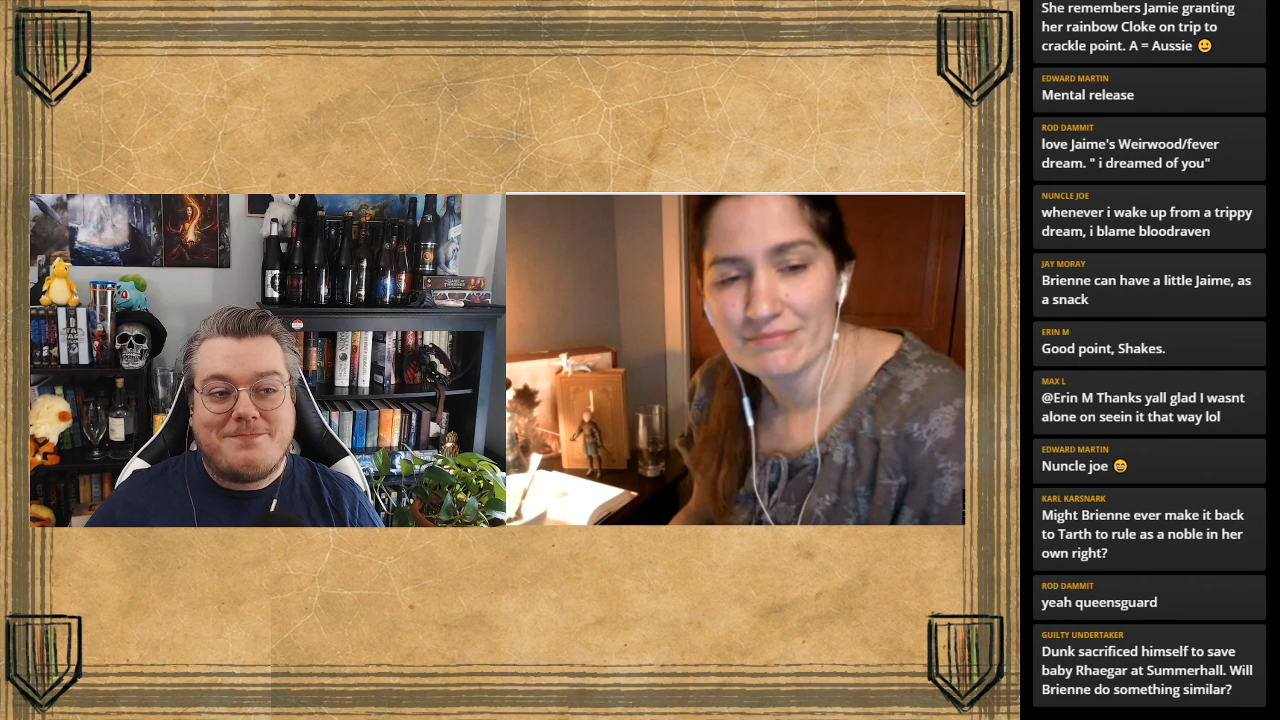 She remembers Jamie granting
her rainbow Cloke on trip to
crackle point. A = Aussie 😀
EDWARD MARTIN
Mental release
ROD DAMMIT
love Jaime's Weirwood/fever
dream. " i dreamed of you"
NUNCLE JOE
whenever i wake up from a trippy
dream, i blame bloodraven
JAY MORAY
Brienne can have a little Jaime, as
a snack
ERIN M
Good point, Shakes.
MAX L
@Erin M Thanks yall glad I wasnt
alone on seein it that way lol
EDWARD MARTIN
Nuncle joe 😄
KARL KARSNARK
Might Brienne ever make it back
to Tarth to rule as a noble in her
own right?
ROD DAMMIT
yeah queensguard
GUILTY UNDERTAKER
Dunk sacrificed himself to save
baby Rhaegar at Summerhall. Will
Brienne do something similar?